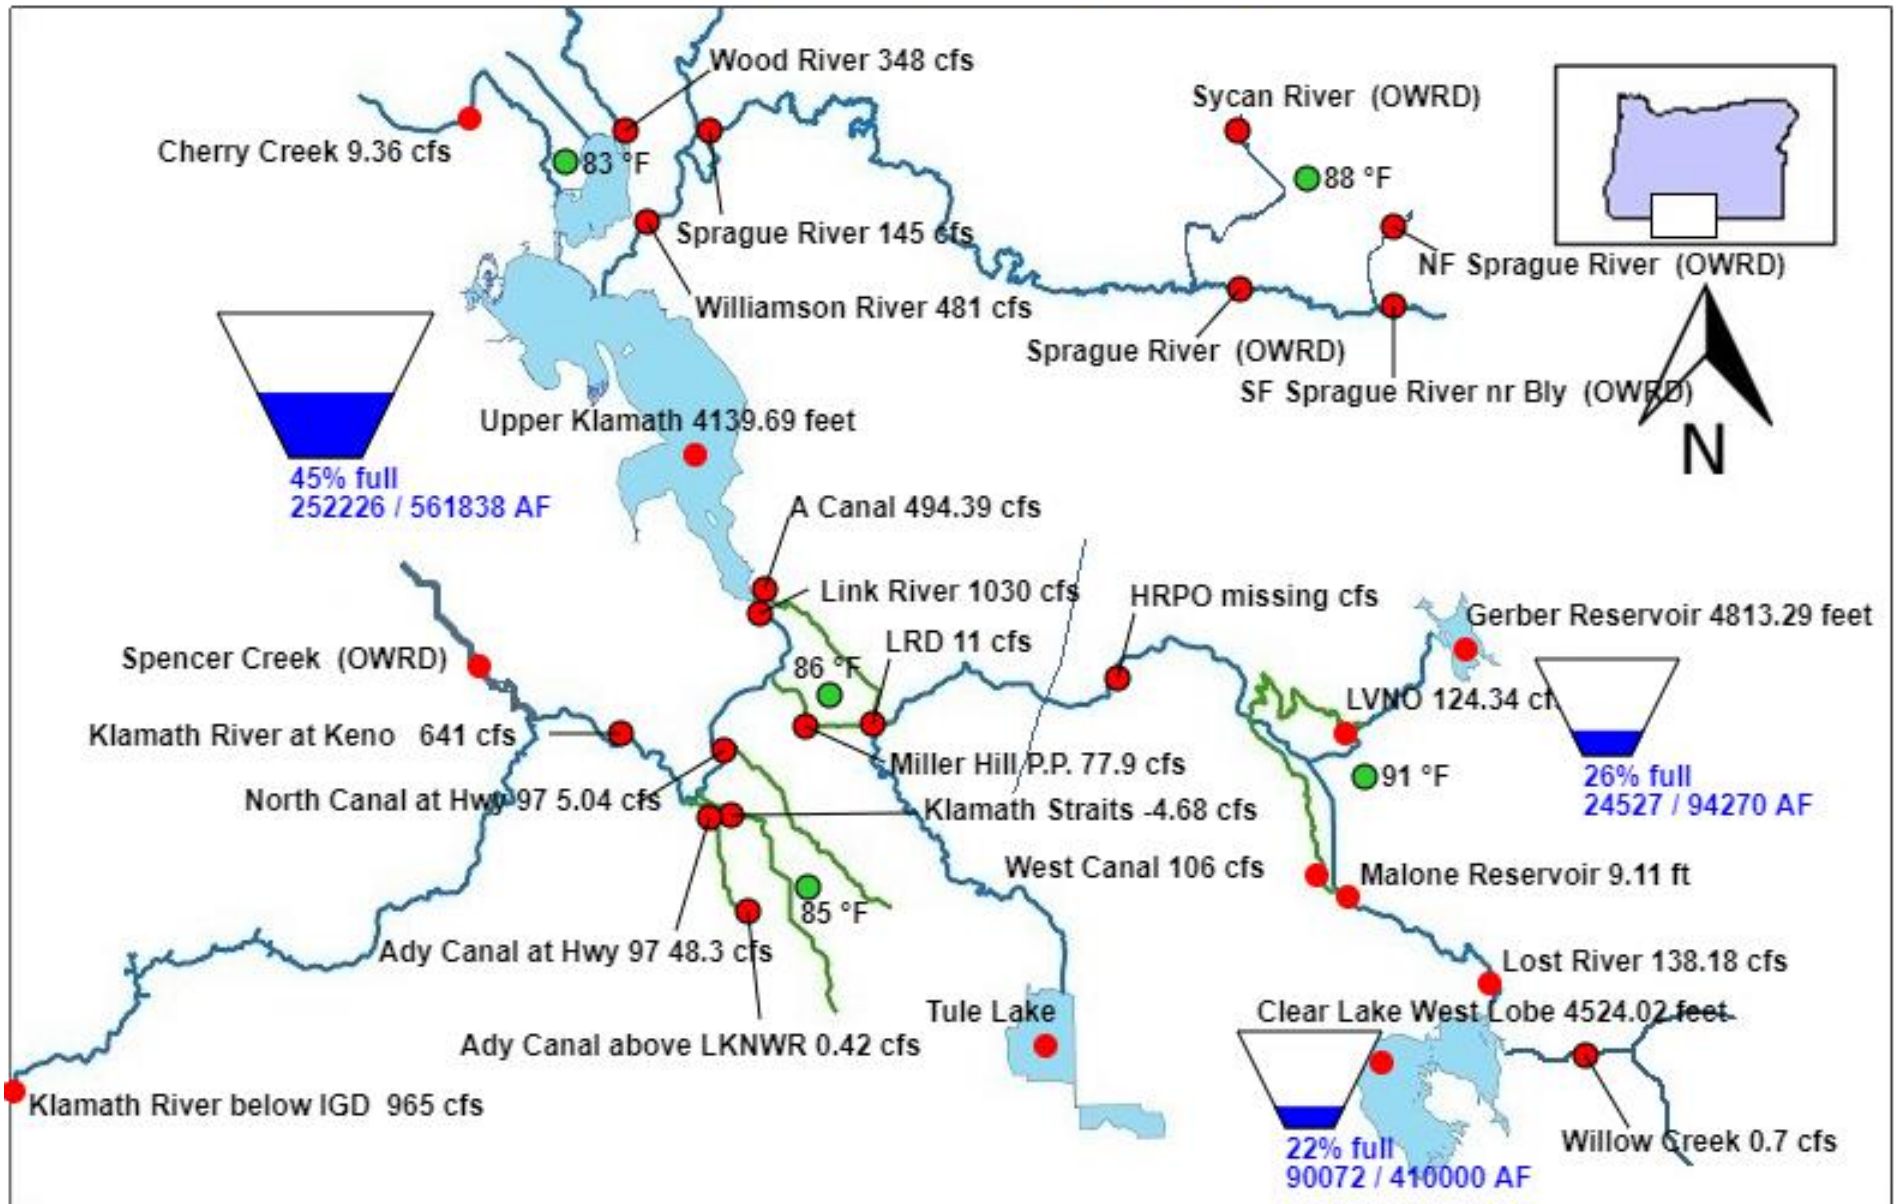 Wood River 348 cfs
Sycan River (OWRD)
Cherry Creek 9.36 cfs
83 °F
88 °F
Sprague River 145 cfs
NF Sprague River (OWRD)
Williamson River 481 cfs
Sprague River (OWRD)
SF Sprague River nr Bly (OWRD)
N
Upper Klamath 4139.69 feet
45% full
252226 / 561838 AF
A Canal 494.39 cfs
Link River 1030 cfs
HRPO missing cfs
Gerber Reservoir 4813.29 feet
LRD 11 cfs
Spencer Creek (OWRD)
86 °F
LVNO 124.34 cf
Klamath River at Keno 641 cfs
Miller Hill P.P. 77.9 cfs
91 °F
26% full
24527 / 94270 AF
North Canal at Hwy 97 5.04 cfs
Klamath Straits -4.68 cfs
West Canal 106 cfs
Malone Reservoir 9.11 ft
85 °F
Ady Canal at Hwy 97 48.3 cfs
Lost River 138.18 cfs
Tule Lake
Clear Lake West Lobe 4524.02 feet
Ady Canal above LKNWR 0.42 cfs
Klamath River below IGD 965 cfs
Willow Creek 0.7 cfs
22% full
90072 / 410000 AF